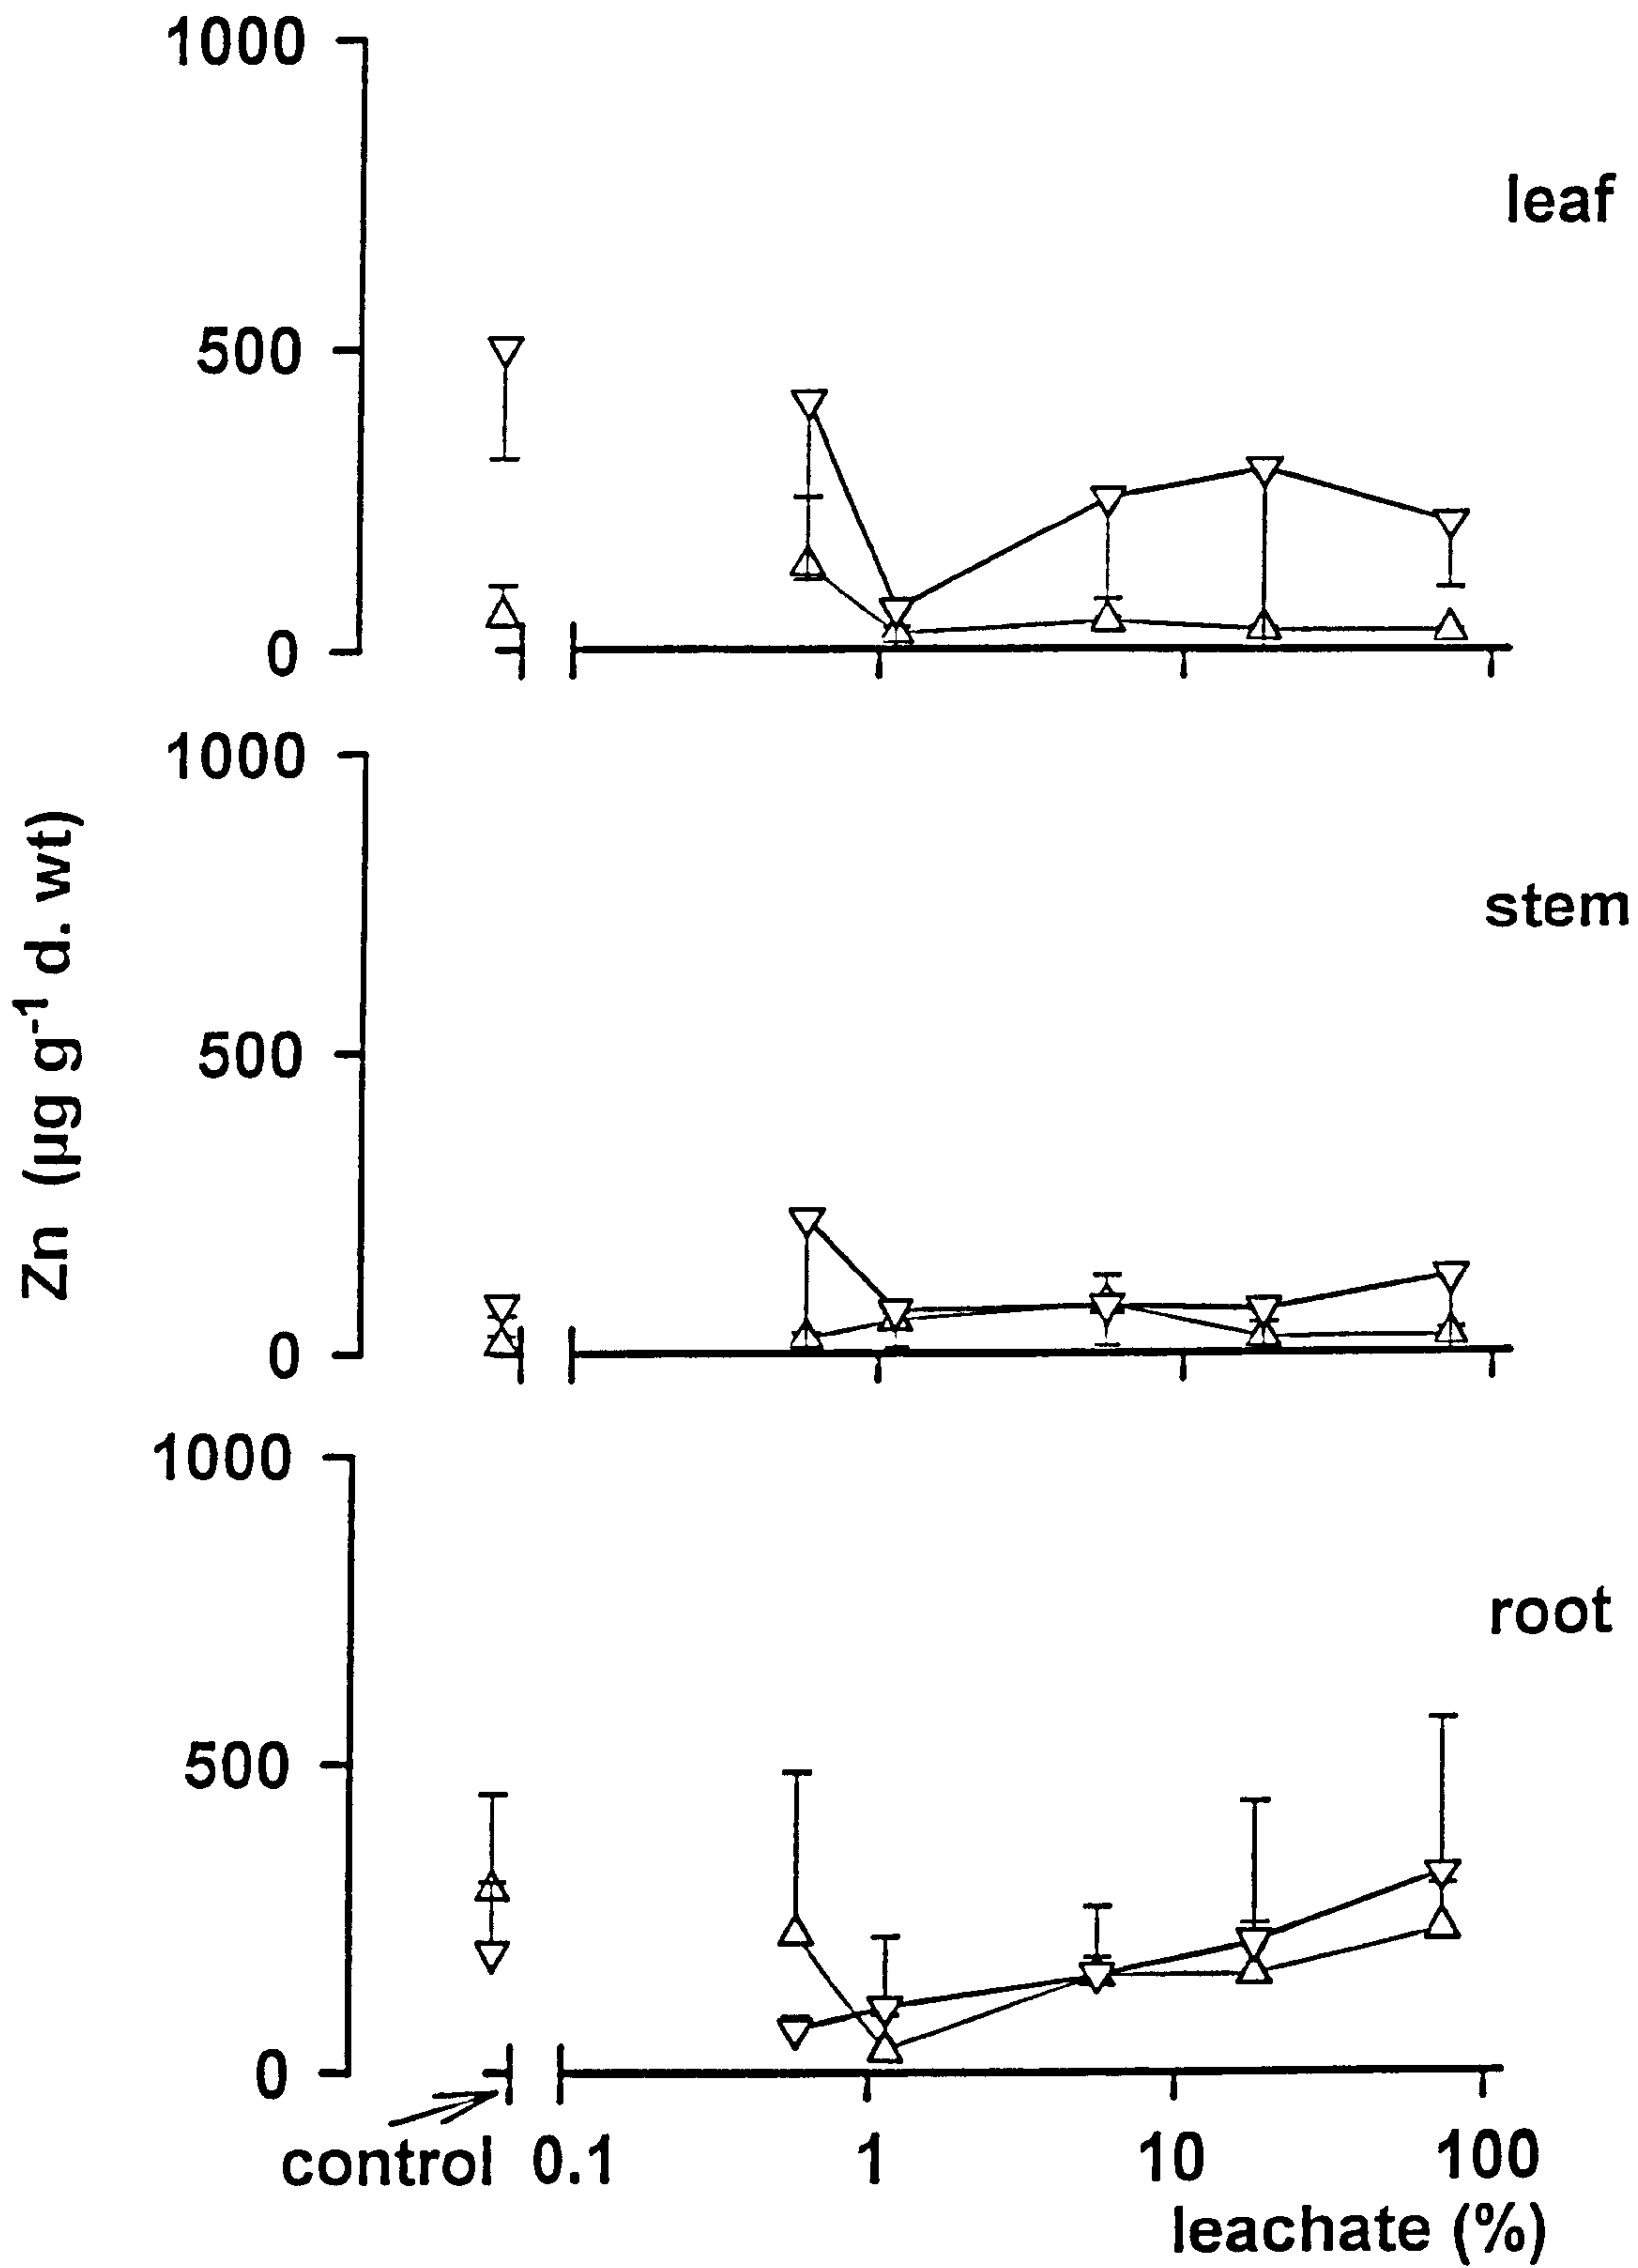 1000
leaf
500
0
1000
stem
500
0
Zn (µg g-1 d. wt)
1000
root
500
0
control 0.1 1 10 100
leachate (%)